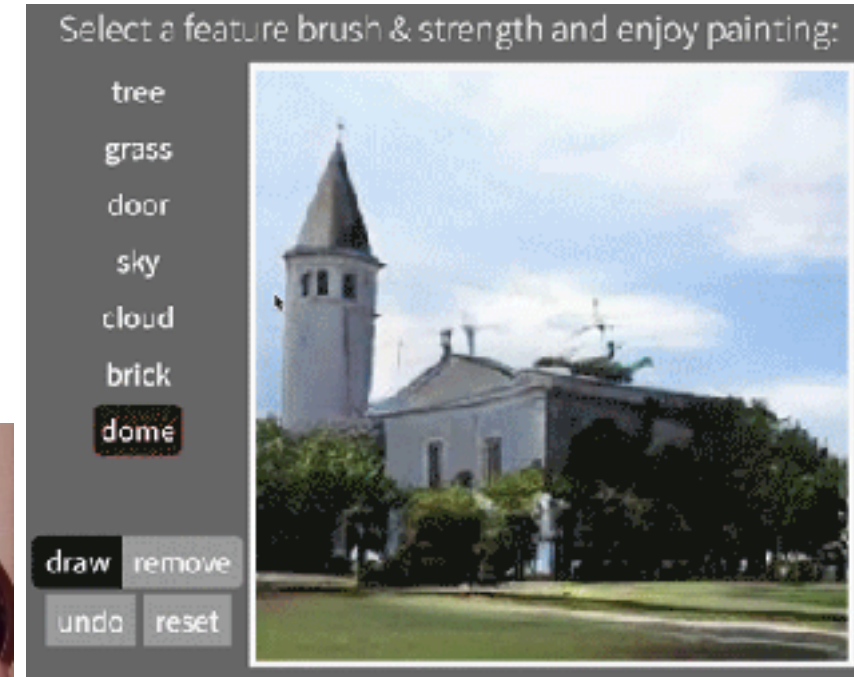 Select a feature brush & strength and enjoy painting:
tree
grass
door
sky
cloud
brick
dome
draw remove
undo reset